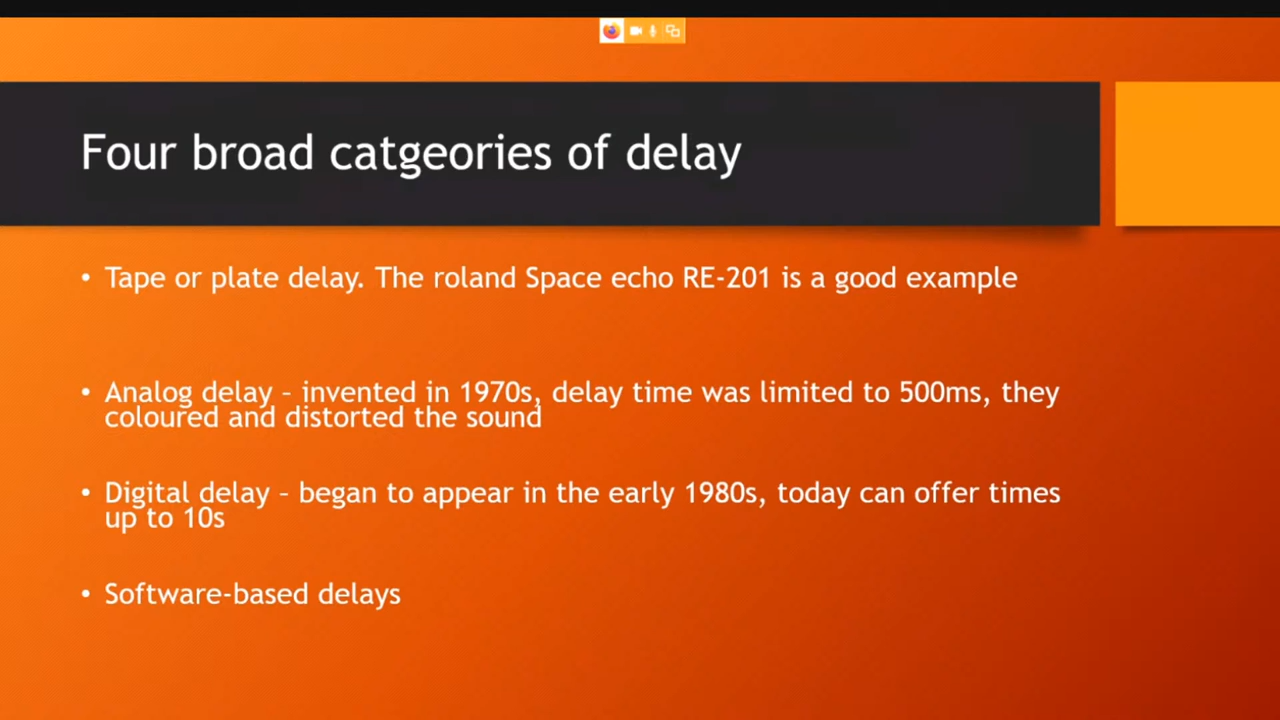 Four broad catgeories of delay
• Tape or plate delay. The roland Space echo RE-201 is a good example
• Analog delay – invented in 1970s, delay time was limited to 500ms, they
coloured and distorted the sound
• Digital delay – began to appear in the early 1980s, today can offer times
up to 10s
• Software-based delays